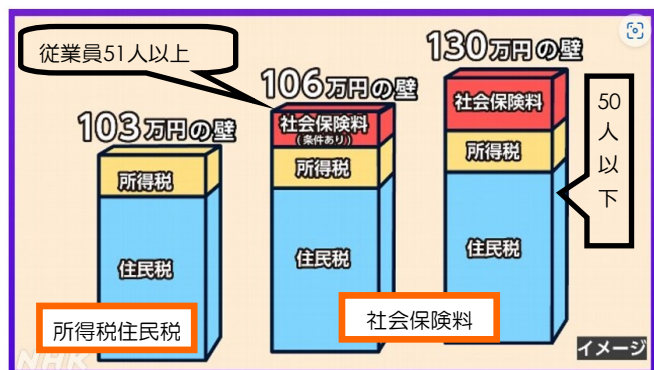 従業員51人以上
130万円の壁
106万円の壁
103万円の壁
社会保険料
(条件あり)
所得税
住民税
社会保険料
所得税
住民税
所得税
住民税
50
人
以
下
所得税住民税
社会保険料
イメージ
NHK